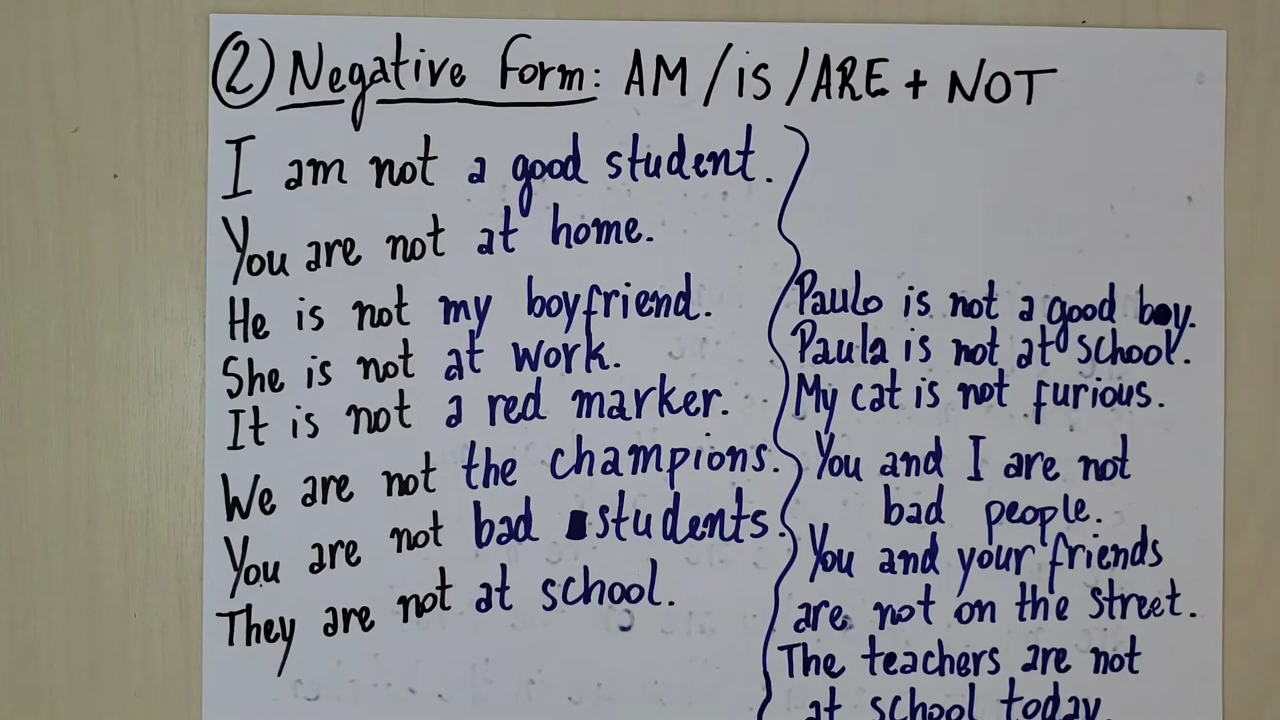 ② Negative Form: AM / is / ARE + NOT
I am not a good student.
You are not at home.
He is not my boyfriend.
She is not at work.
It is not a red marker.
We are not the champions.
You are not bad students.
They are not at school.
Paulo is not a good boy.
Paula is not at school.
My cat is not furious.
You and I are not
bad people.
You and your friends
are not on the street.
The teachers are not
at school today.